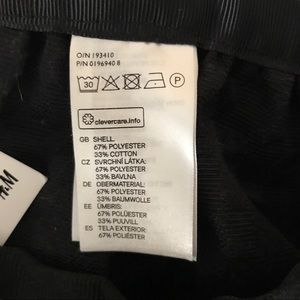 O/N 193410
P/N 0196940 8
30
P
clevercare.info
GB SHELL:
67% POLYESTER
33% COTTON
CZ SVRCHNÍ LÁTKA:
67% POLYESTER
33% BAVLNA
DE OBERMATERIAL:
67% POLYESTER
33% BAUMWOLLE
EE ÜMBRIS:
67% POLÜESTER
33% PUUVILL
ES TELA EXTERIOR:
67% POLIÉSTER
H&M